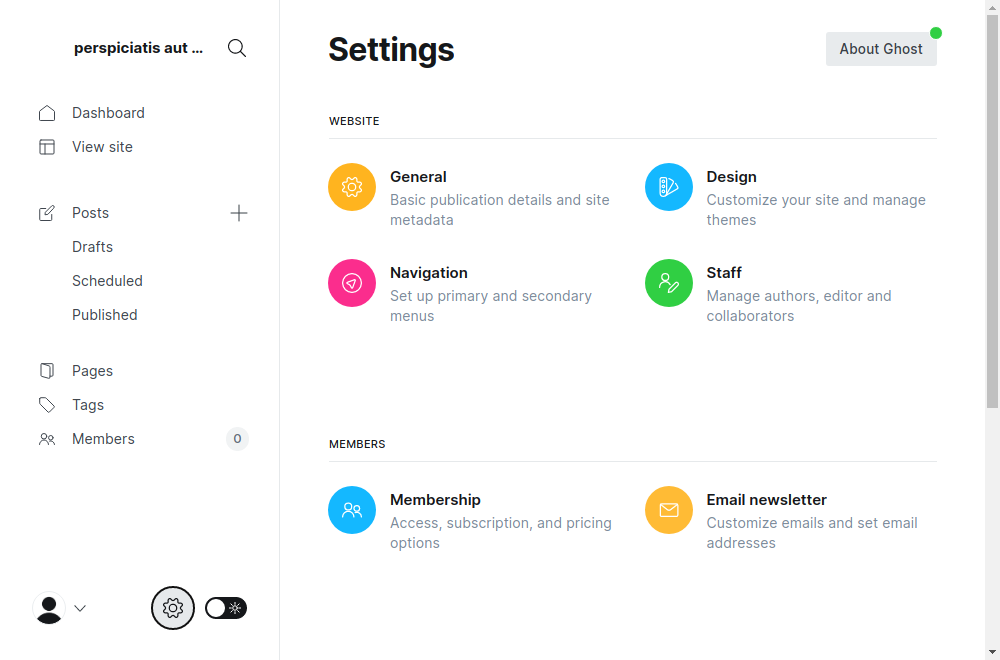 perspiciatis aut ...
Dashboard
View site
Posts
Drafts
Scheduled
Published
Pages
Tags
Members
0
Settings
About Ghost
WEBSITE
General
Basic publication details and site
metadata
Design
Customize your site and manage
themes
Navigation
Set up primary and secondary
menus
Staff
Manage authors, editor and
collaborators
MEMBERS
Membership
Access, subscription, and pricing
options
Email newsletter
Customize emails and set email
addresses